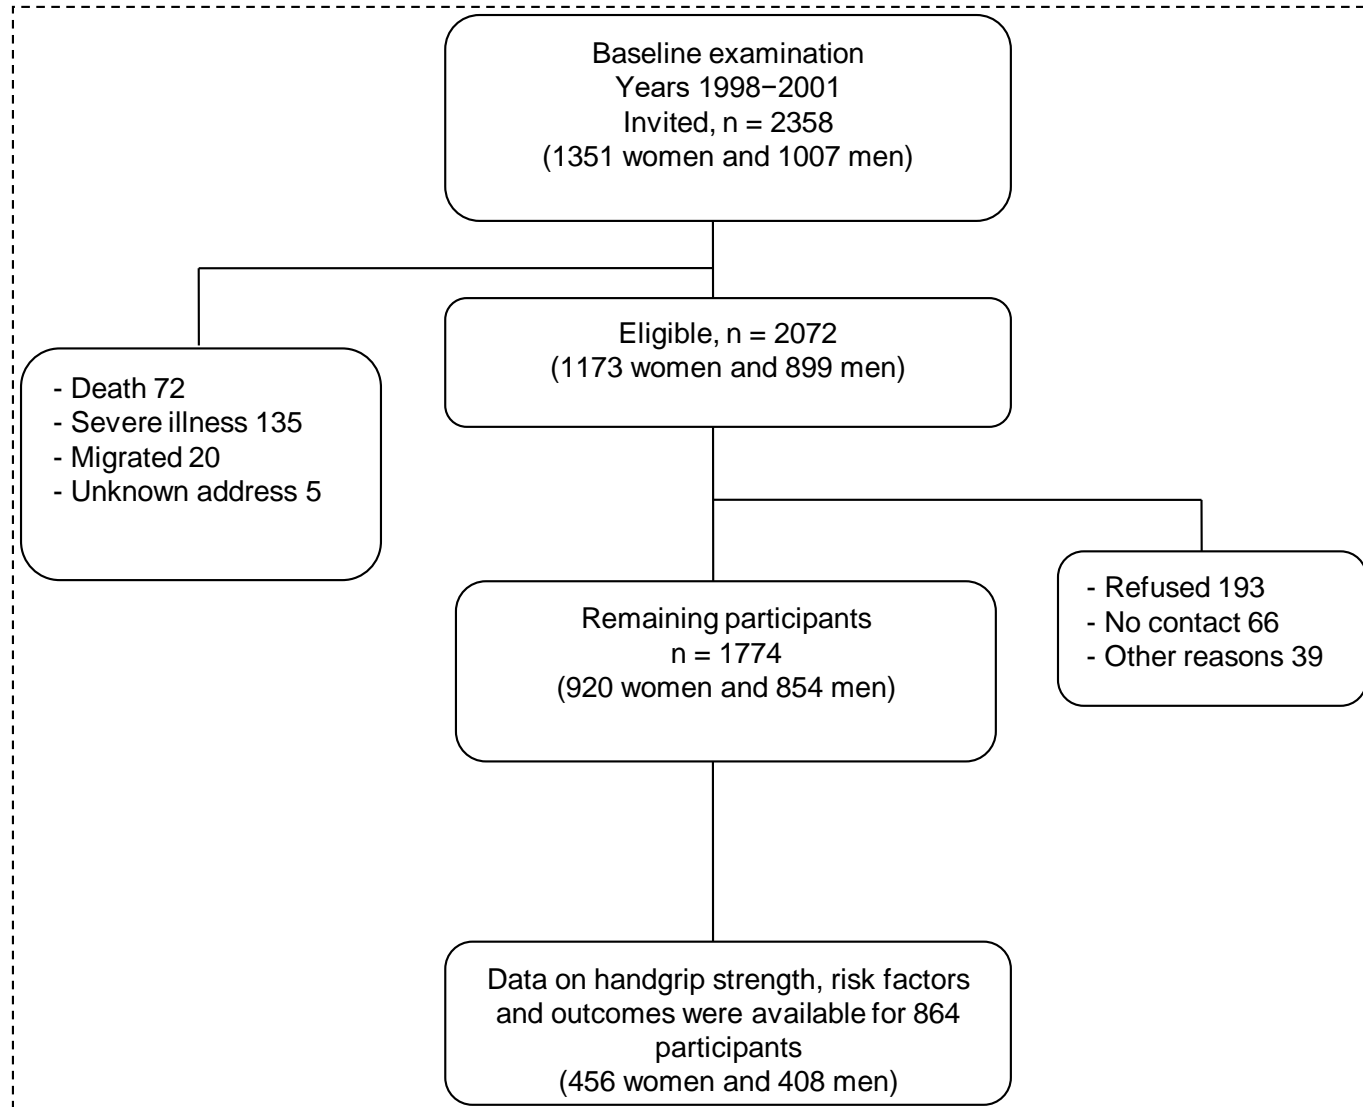 Baseline examination
Years 1998−2001
Invited, n = 2358
(1351 women and 1007 men)
Eligible, n = 2072
(1173 women and 899 men)
- Death 72
- Severe illness 135
- Migrated 20
- Unknown address 5
- Refused 193
- No contact 66
- Other reasons 39
Remaining participants
n = 1774
(920 women and 854 men)
Data on handgrip strength, risk factors
and outcomes were available for 864
participants
(456 women and 408 men)